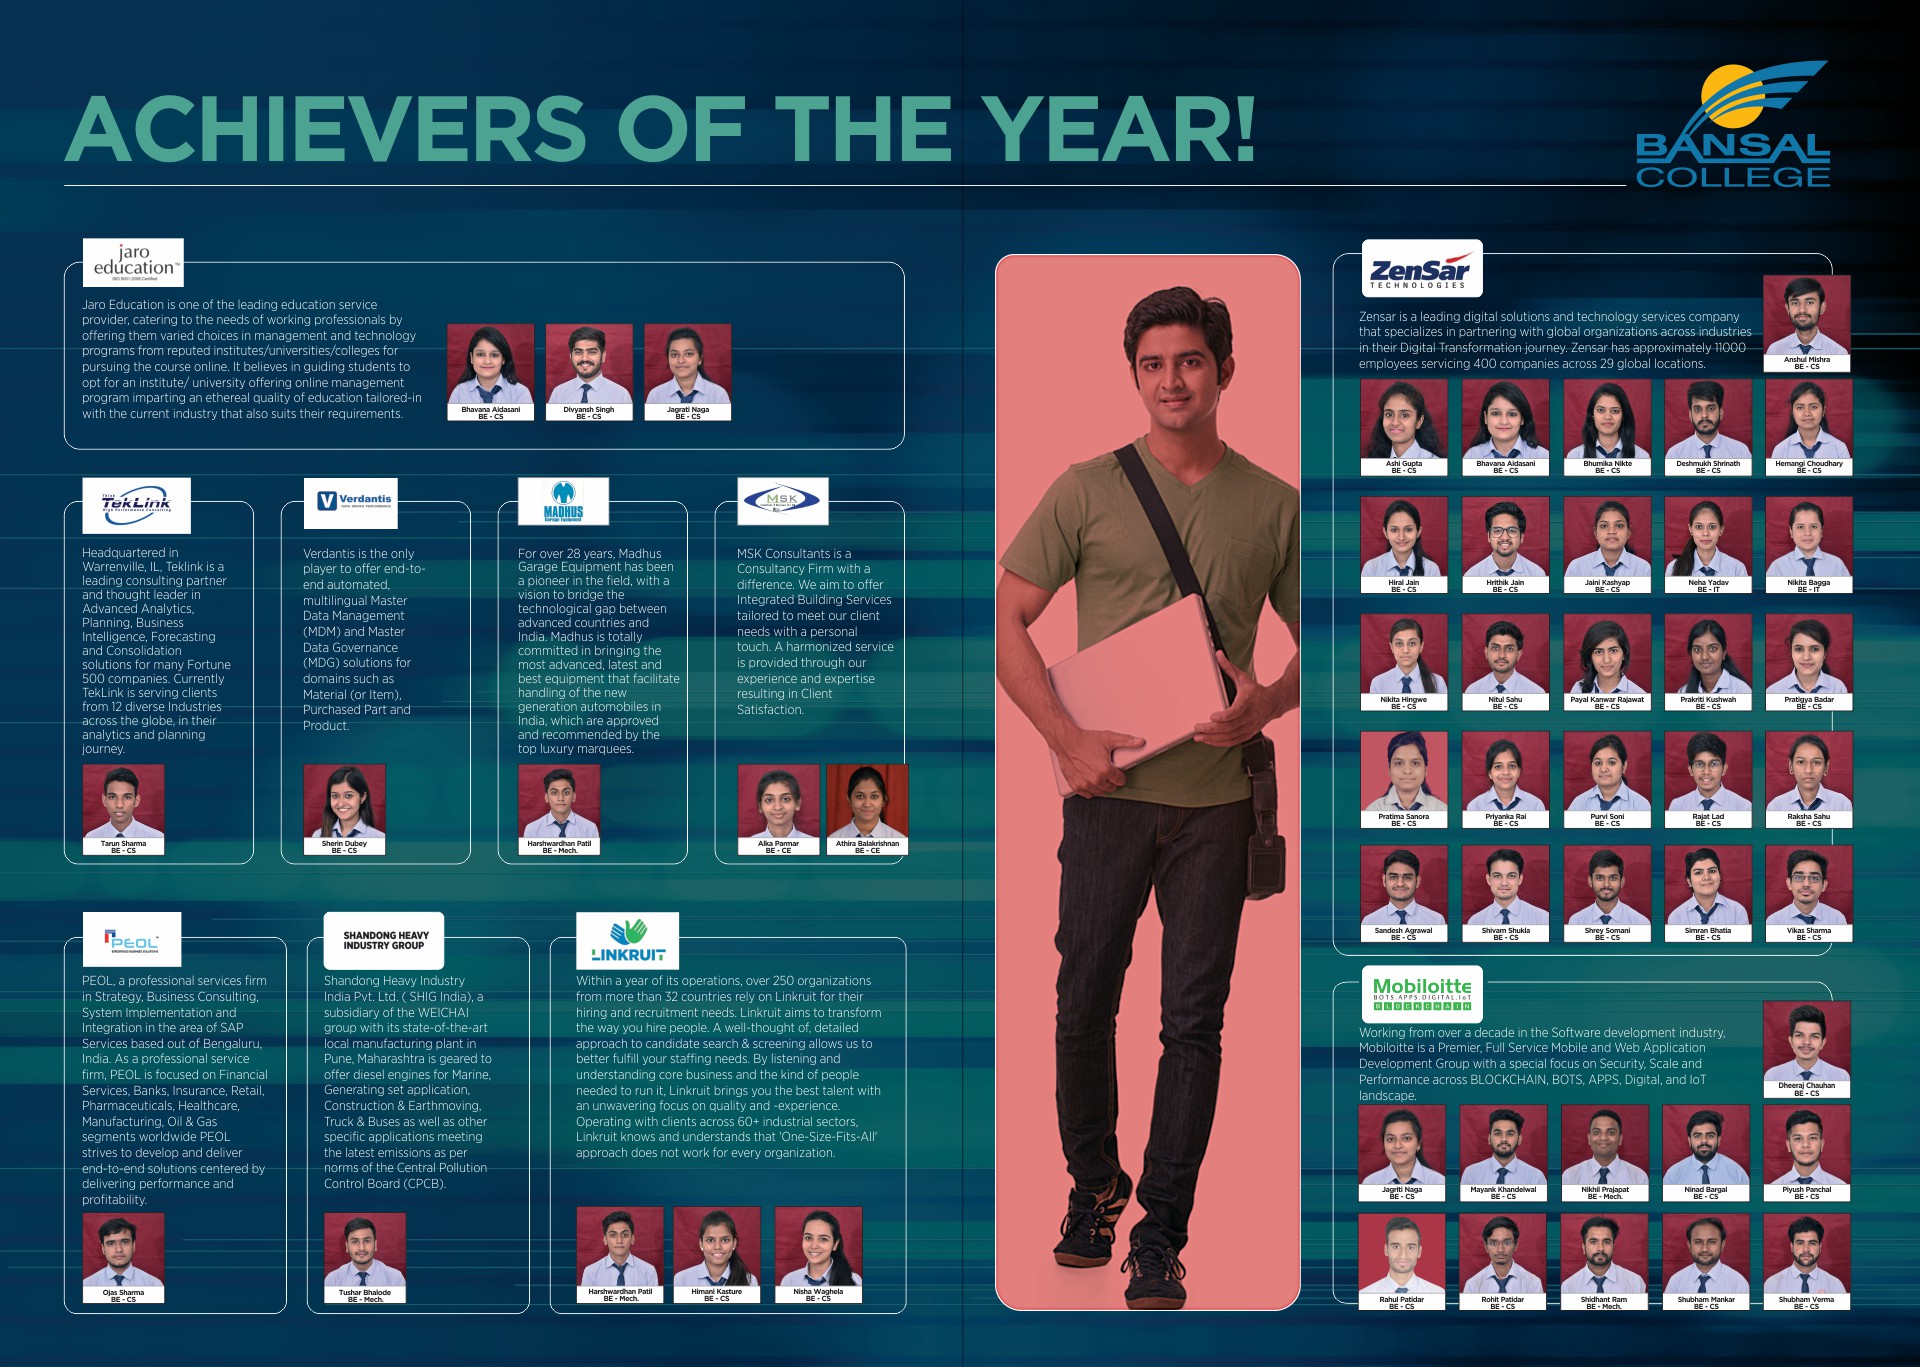 ACHIEVERS OF THE YEAR!
BANSAL
COLLEGE
jaro
education™
Jaro Education is one of the leading education service
provider, catering to the needs of working professionals by
offering them varied choices in management and technology
programs from reputed institutes/universities/colleges for
pursuing the course online. It believes in guiding students to
opt for an institute/ university offering online management
program imparting an ethereal quality of education tailored-in
with the current industry that also suits their requirements.
Bhavana Aidasani
BE - CS
Divyansh Singh
BE - CS
Jagrati Naga
BE - CS
Think
TekLink
High Performance Consulting
Headquartered in
Warrenville, IL, Teklink is a
leading consulting partner
and thought leader in
Advanced Analytics,
Planning, Business
Intelligence, Forecasting
and Consolidation
solutions for many Fortune
500 companies. Currently
TekLink is serving clients
from 12 diverse Industries
across the globe, in their
analytics and planning
journey.
Tarun Sharma
BE - CS
V Verdantis
Verdantis is the only
player to offer end-to-
end automated,
multilingual Master
Data Management
(MDM) and Master
Data Governance
(MDG) solutions for
domains such as
Material (or Item),
Purchased Part and
Product.
Sherin Dubey
BE - CS
MADHUS
Garage Equipment
For over 28 years, Madhus
Garage Equipment has been
a pioneer in the field, with a
vision to bridge the
technological gap between
advanced countries and
India. Madhus is totally
committed in bringing the
most advanced, latest and
best equipment that facilitate
handling of the new
generation automobiles in
India, which are approved
and recommended by the
top luxury marquees.
Harshwardhan Patil
BE - Mech.
MSK
MSK Consultants is a
Consultancy Firm with a
difference. We aim to offer
Integrated Building Services
tailored to meet our client
needs with a personal
touch. A harmonized service
is provided through our
experience and expertise
resulting in Client
Satisfaction.
Alka Parmar
BE - CE
Athira Balakrishnan
BE - CE
PEOL™
PEOL, a professional services firm
in Strategy, Business Consulting,
System Implementation and
Integration in the area of SAP
Services based out of Bengaluru,
India. As a professional service
firm, PEOL is focused on Financial
Services, Banks, Insurance, Retail,
Pharmaceuticals, Healthcare,
Manufacturing, Oil & Gas
segments worldwide PEOL
strives to develop and deliver
end-to-end solutions centered by
delivering performance and
profitability.
Ojas Sharma
BE - CS
SHANDONG HEAVY
INDUSTRY GROUP
Shandong Heavy Industry
India Pvt. Ltd. ( SHIG India), a
subsidiary of the WEICHAI
group with its state-of-the-art
local manufacturing plant in
Pune, Maharashtra is geared to
offer diesel engines for Marine,
Generating set application,
Construction & Earthmoving,
Truck & Buses as well as other
specific applications meeting
the latest emissions as per
norms of the Central Pollution
Control Board (CPCB).
Tushar Bhalode
BE - Mech.
LINKRUIT
Within a year of its operations, over 250 organizations
from more than 32 countries rely on Linkruit for their
hiring and recruitment needs. Linkruit aims to transform
the way you hire people. A well-thought of, detailed
approach to candidate search & screening allows us to
better fulfill your staffing needs. By listening and
understanding core business and the kind of people
needed to run it, Linkruit brings you the best talent with
an unwavering focus on quality and -experience.
Operating with clients across 60+ industrial sectors,
Linkruit knows and understands that 'One-Size-Fits-All'
approach does not work for every organization.
Harshwardhan Patil
BE - Mech.
Himani Kasture
BE - CS
Nisha Waghela
BE - CS
ZenSar
TECHNOLOGIES
Zensar is a leading digital solutions and technology services company
that specializes in partnering with global organizations across industries
in their Digital Transformation journey. Zensar has approximately 11000
employees servicing 400 companies across 29 global locations.
Anshul Mishra
BE - CS
Ashi Gupta
BE - CS
Bhavana Aidasani
BE - CS
Bhumika Nikte
BE - CS
Deshmukh Shrinath
BE - CS
Hemangi Choudhary
BE - CS
Hiral Jain
BE - CS
Hrithik Jain
BE - CS
Jaini Kashyap
BE - CS
Neha Yadav
BE - IT
Nikita Bagga
BE - IT
Nikita Hingwe
BE - CS
Nitul Sahu
BE - CS
Payal Kanwar Rajawat
BE - CS
Prakriti Kushwah
BE - CS
Pratigya Badar
BE - CS
Pratima Sanora
BE - CS
Priyanka Rai
BE - CS
Purvi Soni
BE - CS
Rajat Lad
BE - CS
Raksha Sahu
BE - CS
Sandesh Agrawal
BE - CS
Shivam Shukla
BE - CS
Shrey Somani
BE - CS
Simran Bhatia
BE - CS
Vikas Sharma
BE - CS
Mobiloitte
BOTS.APPS.DIGITAL.IoT
BLOCKCHAIN
Working from over a decade in the Software development industry,
Mobiloitte is a Premier, Full Service Mobile and Web Application
Development Group with a special focus on Security, Scale and
Performance across BLOCKCHAIN, BOTS, APPS, Digital, and IoT
landscape.
Dheeraj Chauhan
BE - CS
Jagriti Naga
BE - CS
Mayank Khandelwal
BE - CS
Nikhil Prajapat
BE - Mech.
Ninad Bargal
BE - CS
Piyush Panchal
BE - CS
Rahul Patidar
BE - CS
Rohit Patidar
BE - CS
Shidhant Ram
BE - Mech.
Shubham Mankar
BE - CS
Shubham Verma
BE - CS